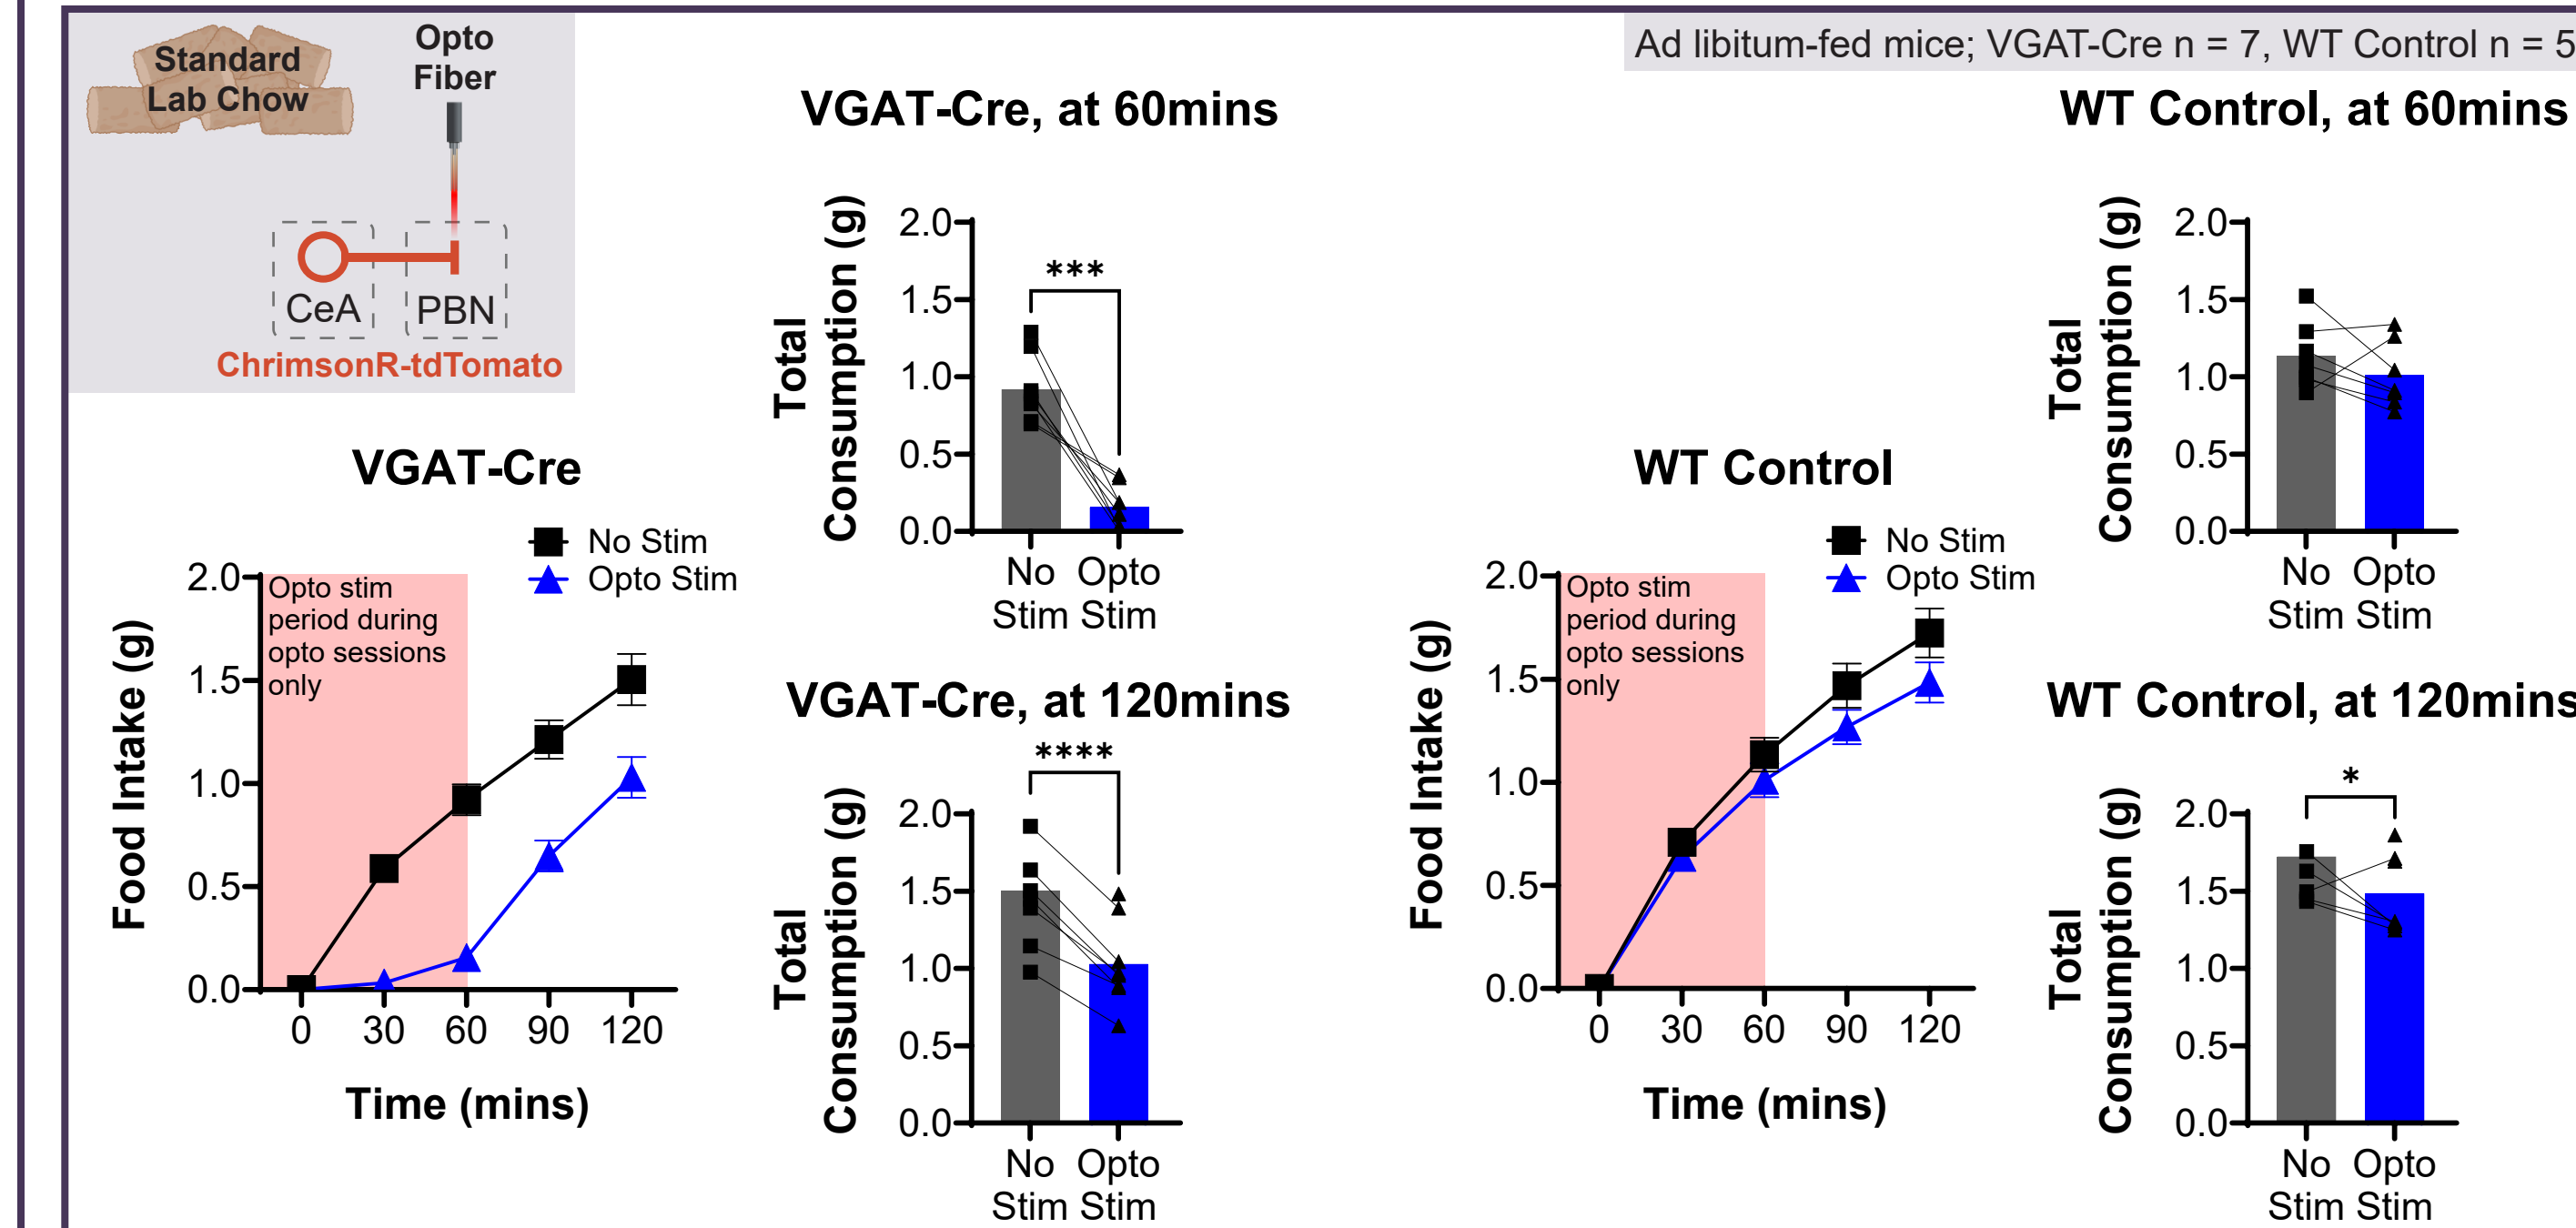 Standard
Lab Chow
Opto
Fiber
CeA
PBN
ChrimsonR-tdTomato
Ad libitum-fed mice; VGAT-Cre n = 7, WT Control n = 5
VGAT-Cre
No Stim
Opto Stim
Opto stim
period during
opto sessions
only
Food Intake (g)
2.0
1.5
1.0
0.5
0.0
0 30 60 90 120
Time (mins)
VGAT-Cre, at 60mins
Total
Consumption (g)
2.0
1.5
1.0
0.5
0.0
***
No Opto
Stim Stim
VGAT-Cre, at 120mins
Total
Consumption (g)
2.0
1.5
1.0
0.5
0.0
****
No Opto
Stim Stim
WT Control
No Stim
Opto Stim
Opto stim
period during
opto sessions
only
Food Intake (g)
2.0
1.5
1.0
0.5
0.0
0 30 60 90 120
Time (mins)
WT Control, at 60mins
Total
Consumption (g)
2.0
1.5
1.0
0.5
0.0
No Opto
Stim Stim
WT Control, at 120mins
Total
Consumption (g)
2.0
1.5
1.0
0.5
0.0
*
No Opto
Stim Stim